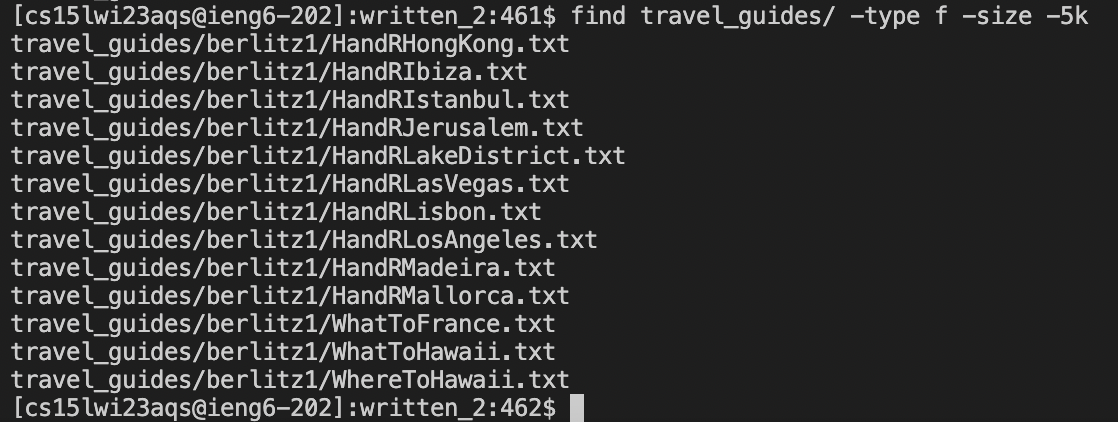 [cs15lwi23aqs@ieng6-202]:written_2:461$ find travel_guides/ -type f -size -5k
travel_guides/berlitz1/HandRHongKong.txt
travel_guides/berlitz1/HandRIbiza.txt
travel_guides/berlitz1/HandRIstanbul.txt
travel_guides/berlitz1/HandRJerusalem.txt
travel_guides/berlitz1/HandRLakeDistrict.txt
travel_guides/berlitz1/HandRLasVegas.txt
travel_guides/berlitz1/HandRLisbon.txt
travel_guides/berlitz1/HandRLosAngeles.txt
travel_guides/berlitz1/HandRMadeira.txt
travel_guides/berlitz1/HandRMallorca.txt
travel_guides/berlitz1/WhatToFrance.txt
travel_guides/berlitz1/WhatToHawaii.txt
travel_guides/berlitz1/WhereToHawaii.txt
[cs15lwi23aqs@ieng6-202]:written_2:462$